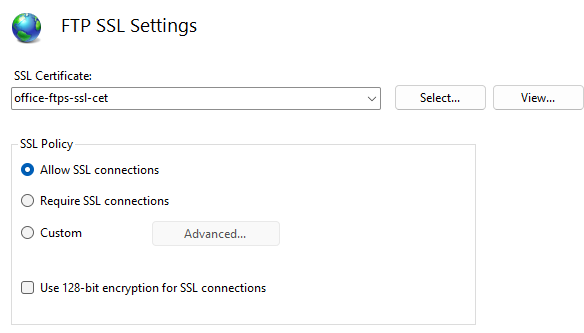 FTP SSL Settings
SSL Certificate:
office-ftps-ssl-cet
Select...
View...
SSL Policy
Allow SSL connections
Require SSL connections
Custom
Advanced...
Use 128-bit encryption for SSL connections